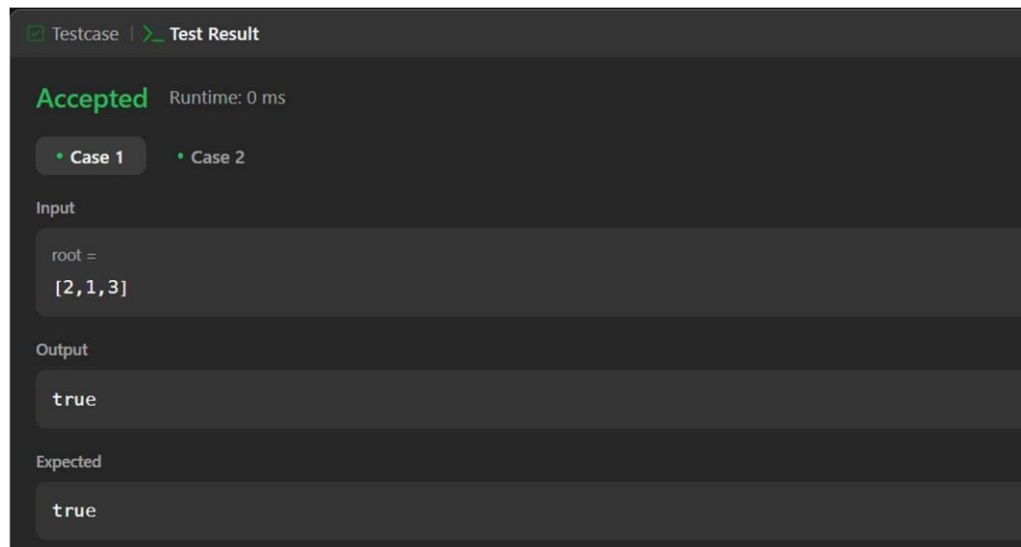 Testcase | >_ Test Result
Accepted Runtime: 0 ms
• Case 1 • Case 2
Input
root =
[2,1,3]
Output
true
Expected
true